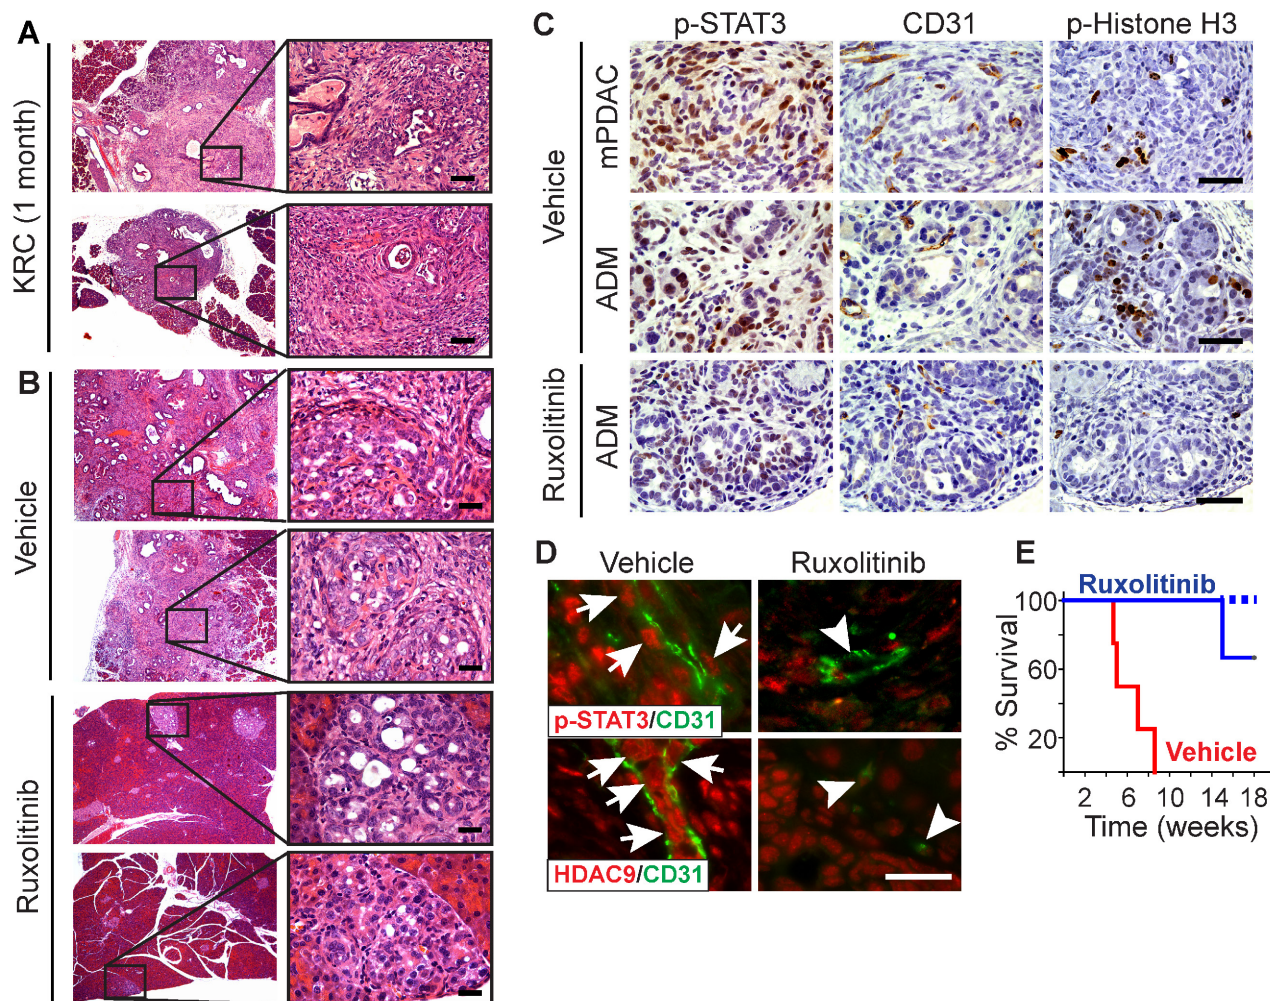 A
KRC (1 month)
B
Vehicle
Ruxolitinib
C
p-STAT3 CD31 p-Histone H3
Vehicle
mPDAC
ADM
Ruxolitinib
ADM
D
Vehicle Ruxolitinib
p-STAT3/CD31
HDAC9/CD31
E
Ruxolitinib
Vehicle
% Survival
100
60
20
2 6 10 14 18
Time (weeks)